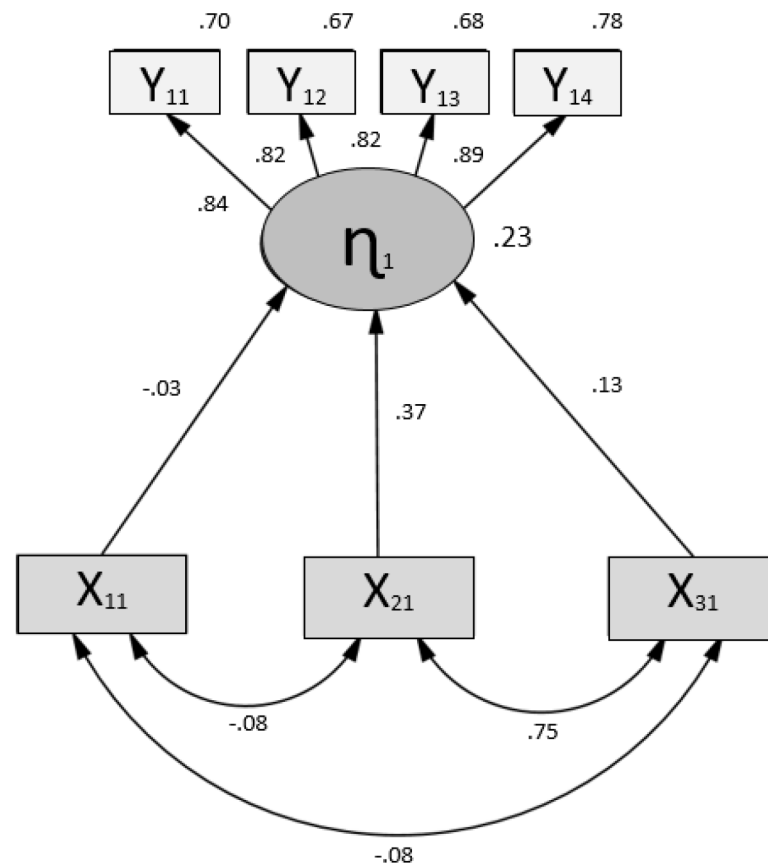 .70 .67 .68 .78
Y11 Y12 Y13 Y14
.82 .82 .89
.84
η1 .23
-.03 .37 .13
X11 X21 X31
-.08 .75
-.08